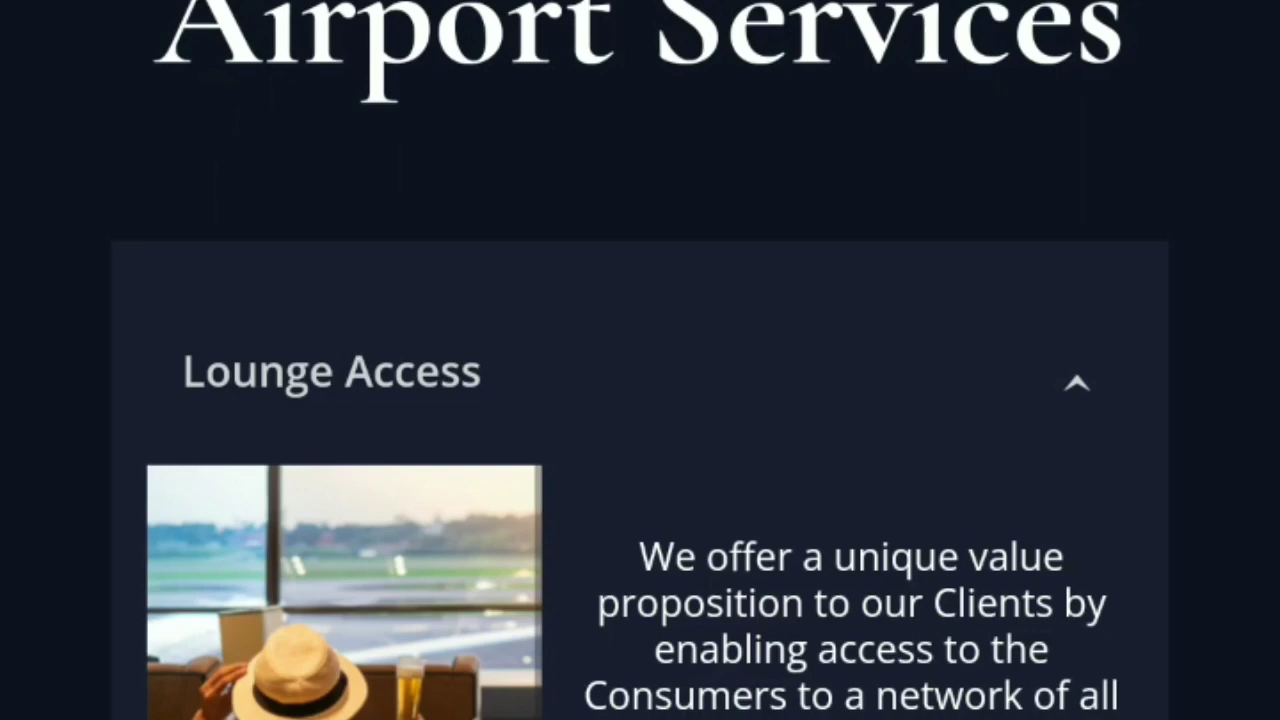 Airport Services
Lounge Access
We offer a unique value
proposition to our Clients by
enabling access to the
Consumers to a network of all